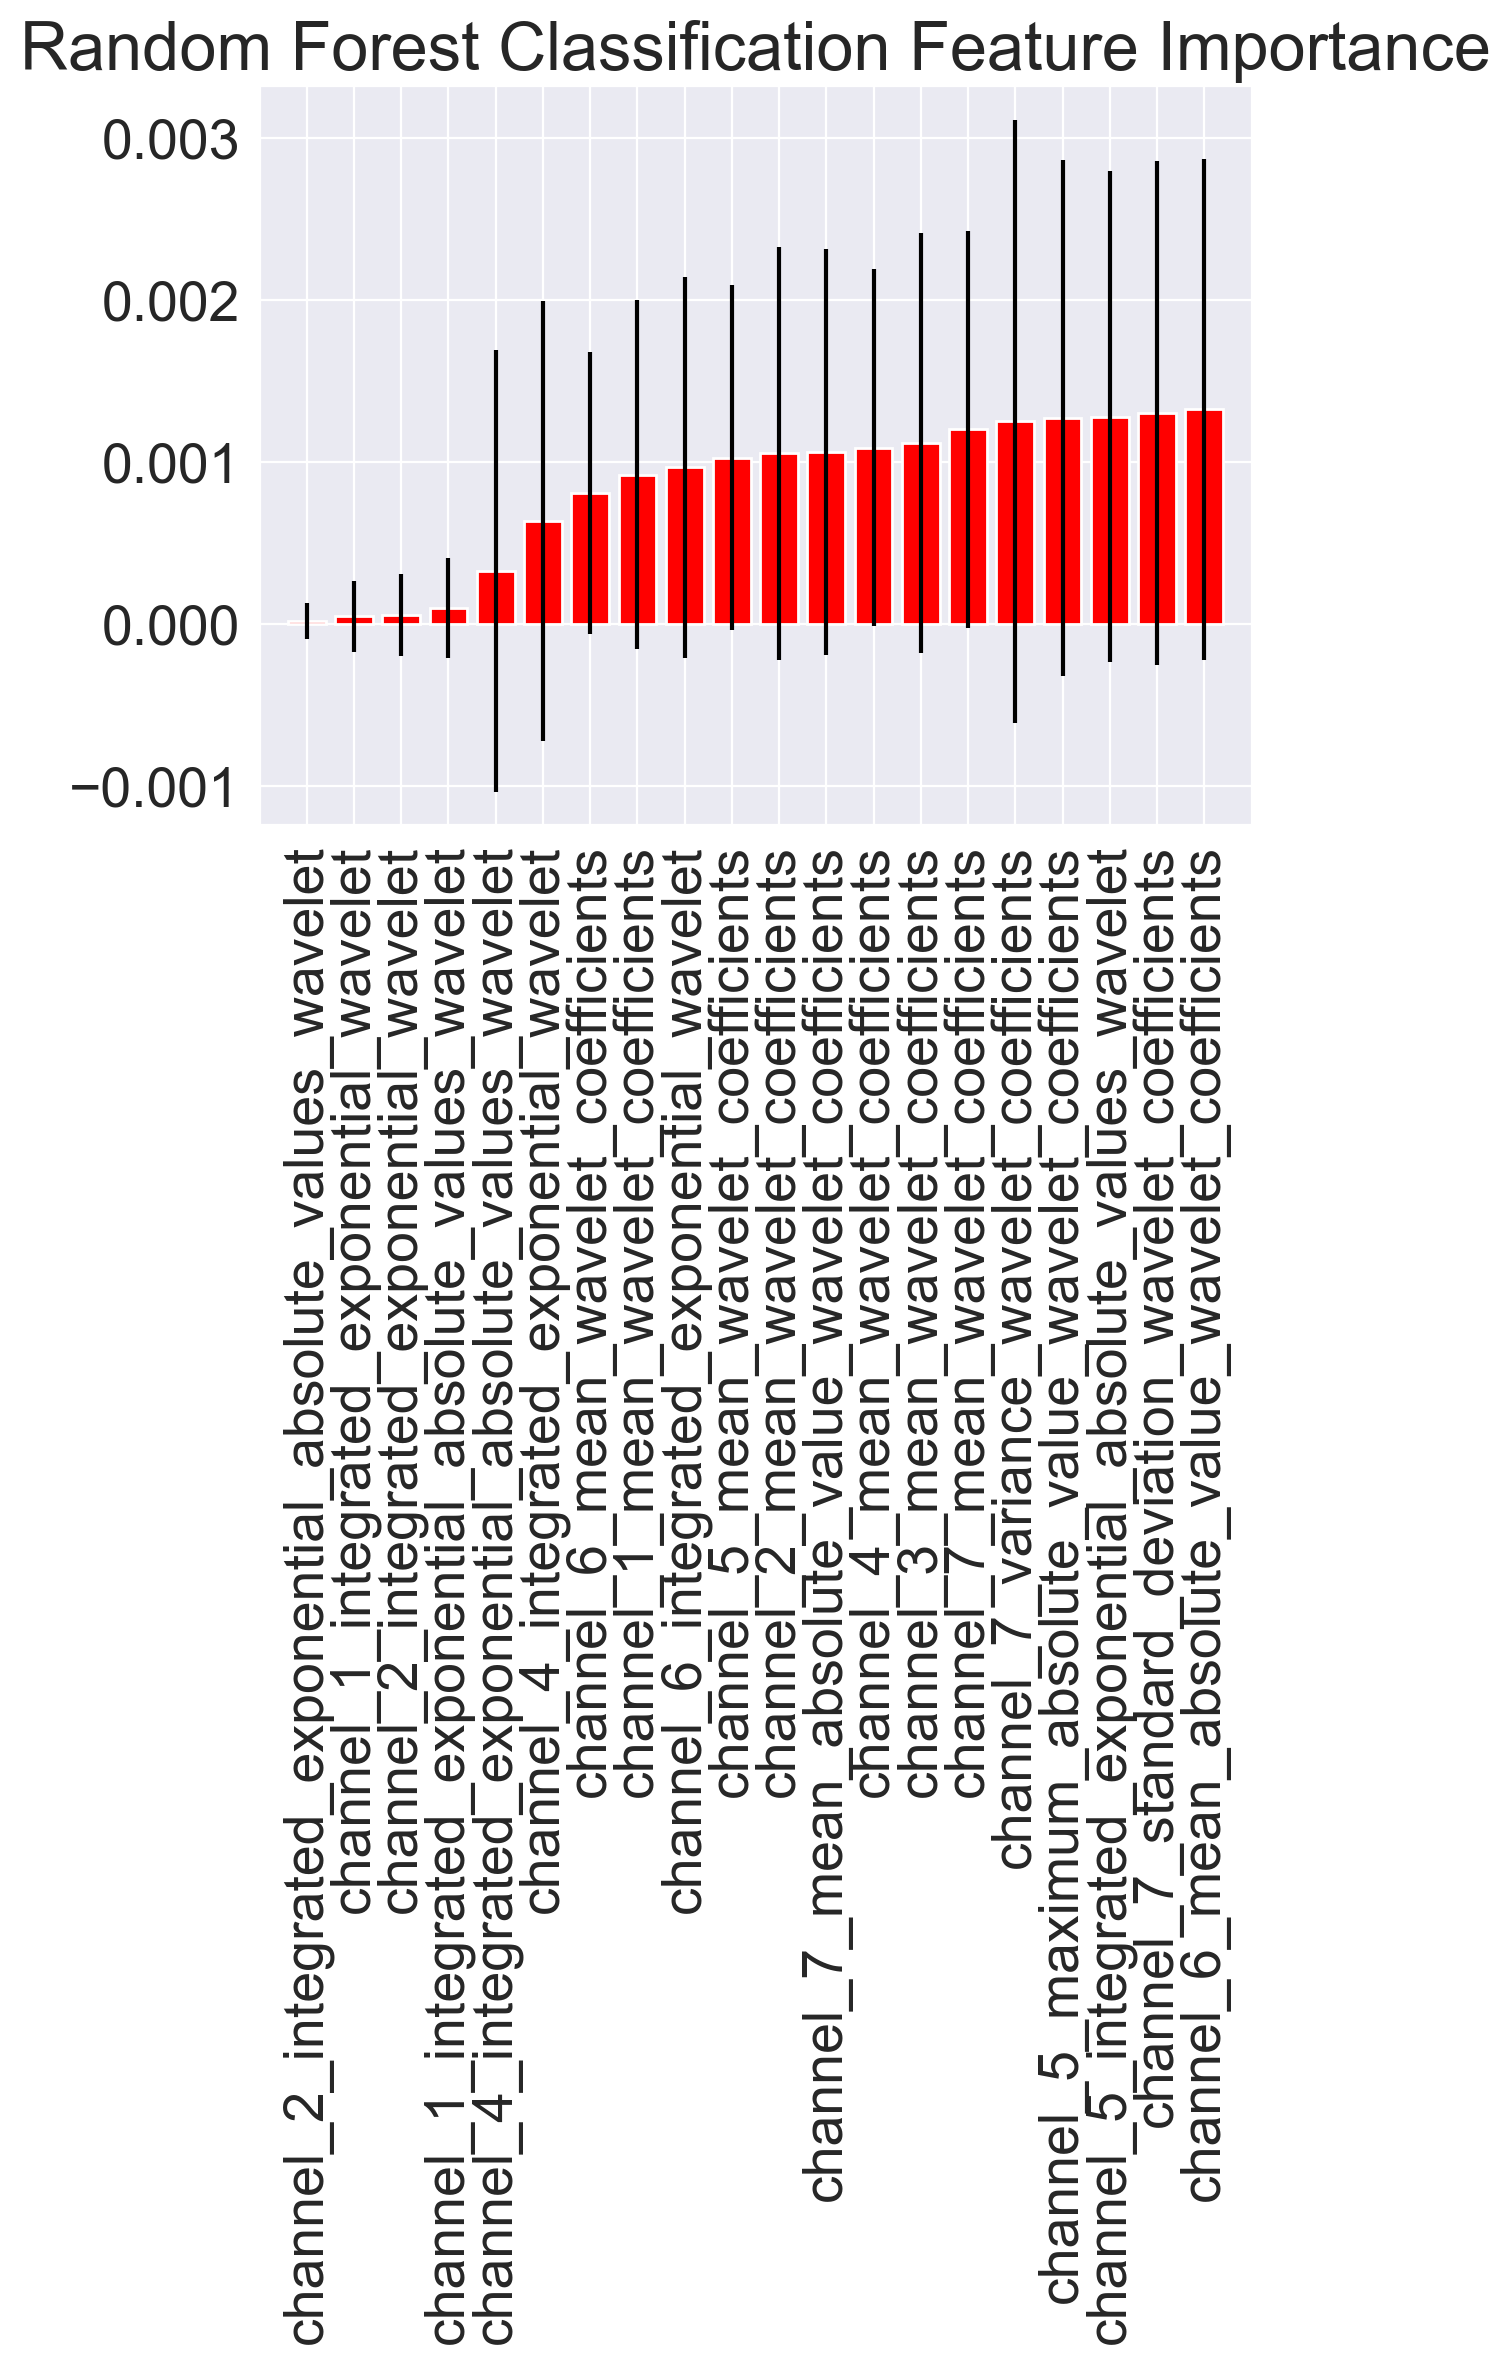 Random Forest Classification Feature Importance
0.003
0.002
0.001
0.000
−0.001
channel_2_integrated_exponential_absolute_values_wavelet
channel_1_integrated_exponential_wavelet
channel_2_integrated_exponential_wavelet
channel_1_integrated_exponential_absolute_values_wavelet
channel_4_integrated_exponential_absolute_values_wavelet
channel_4_integrated_exponential_wavelet
channel_6_mean_wavelet_coefficients
channel_1_mean_wavelet_coefficients
channel_6_integrated_exponential_wavelet
channel_5_mean_wavelet_coefficients
channel_2_mean_wavelet_coefficients
channel_7_mean_absolute_value_wavelet_coefficients
channel_4_mean_wavelet_coefficients
channel_3_mean_wavelet_coefficients
channel_7_mean_wavelet_coefficients
channel_7_variance_wavelet_coefficients
channel_5_maximum_absolute_value_wavelet_coefficients
channel_5_integrated_exponential_absolute_values_wavelet
channel_7_standard_deviation_wavelet_coefficients
channel_6_mean_absolute_value_wavelet_coefficients